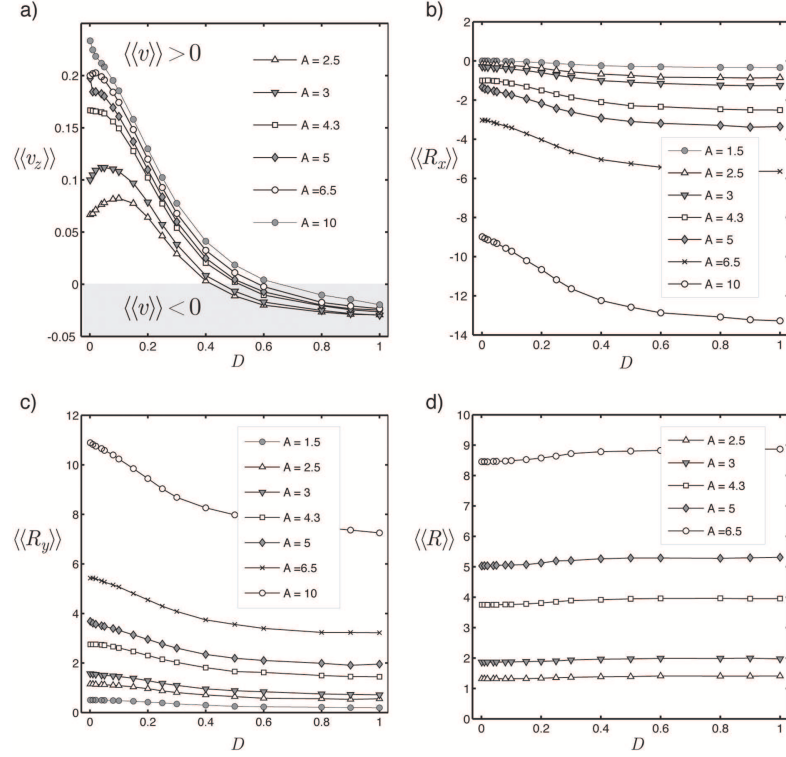 a)
⟨⟨v⟩⟩ > 0
A = 2.5
A = 3
A = 4.3
A = 5
A =6.5
A = 10
0.2
0.15
0.1
0.05
0
-0.05
⟨⟨v_z⟩⟩
⟨⟨v⟩⟩ < 0
0 0.2 0.4 0.6 0.8 1
D
b)
2
0
-2
-4
-6
-8
-10
-12
-14
⟨⟨R_x⟩⟩
A = 1.5
A = 2.5
A = 3
A = 4.3
A = 5
A =6.5
A = 10
0 0.2 0.4 0.6 0.8 1
D
c)
12
10
8
6
4
2
0
⟨⟨R_y⟩⟩
A = 1.5
A = 2.5
A = 3
A = 4.3
A = 5
A =6.5
A = 10
0 0.2 0.4 0.6 0.8 1
D
d)
10
9
8
7
6
5
4
3
2
1
0
⟨⟨R⟩⟩
A = 2.5
A = 3
A = 4.3
A = 5
A =6.5
0 0.2 0.4 0.6 0.8 1
D